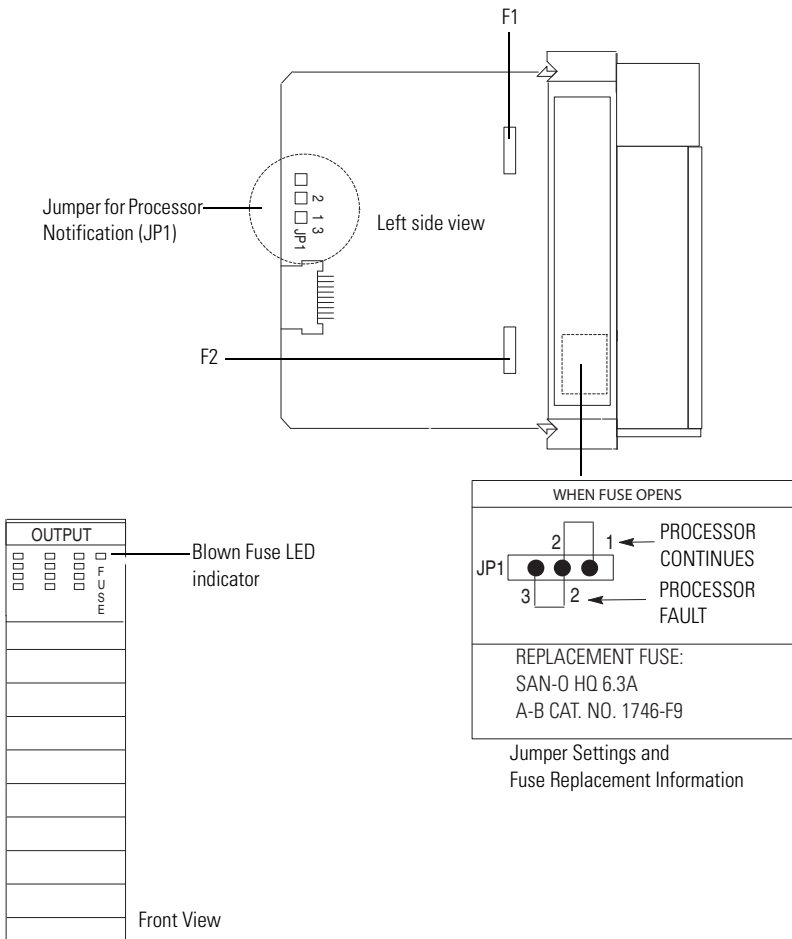 F1
Jumper for Processor
Notification (JP1)
2
1 3
JP1
Left side view
F2
WHEN FUSE OPENS
2 1
PROCESSOR
CONTINUES
JP1
3 2
PROCESSOR
FAULT
REPLACEMENT FUSE:
SAN-O HQ 6.3A
A-B CAT. NO. 1746-F9
Jumper Settings and
Fuse Replacement Information
OUTPUT
FUSE
Blown Fuse LED
indicator
Front View